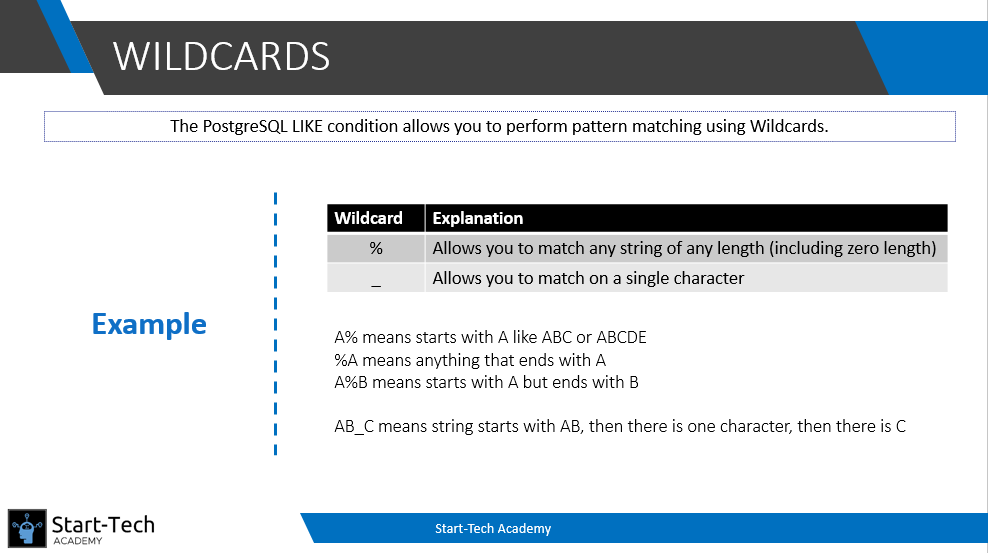 WILDCARDS
The PostgreSQL LIKE condition allows you to perform pattern matching using Wildcards.
Wildcard Explanation
% Allows you to match any string of any length (including zero length)
_ Allows you to match on a single character
Example
A% means starts with A like ABC or ABCDE
%A means anything that ends with A
A%B means starts with A but ends with B
AB_C means string starts with AB, then there is one character, then there is C
Start-Tech
ACADEMY
Start-Tech Academy